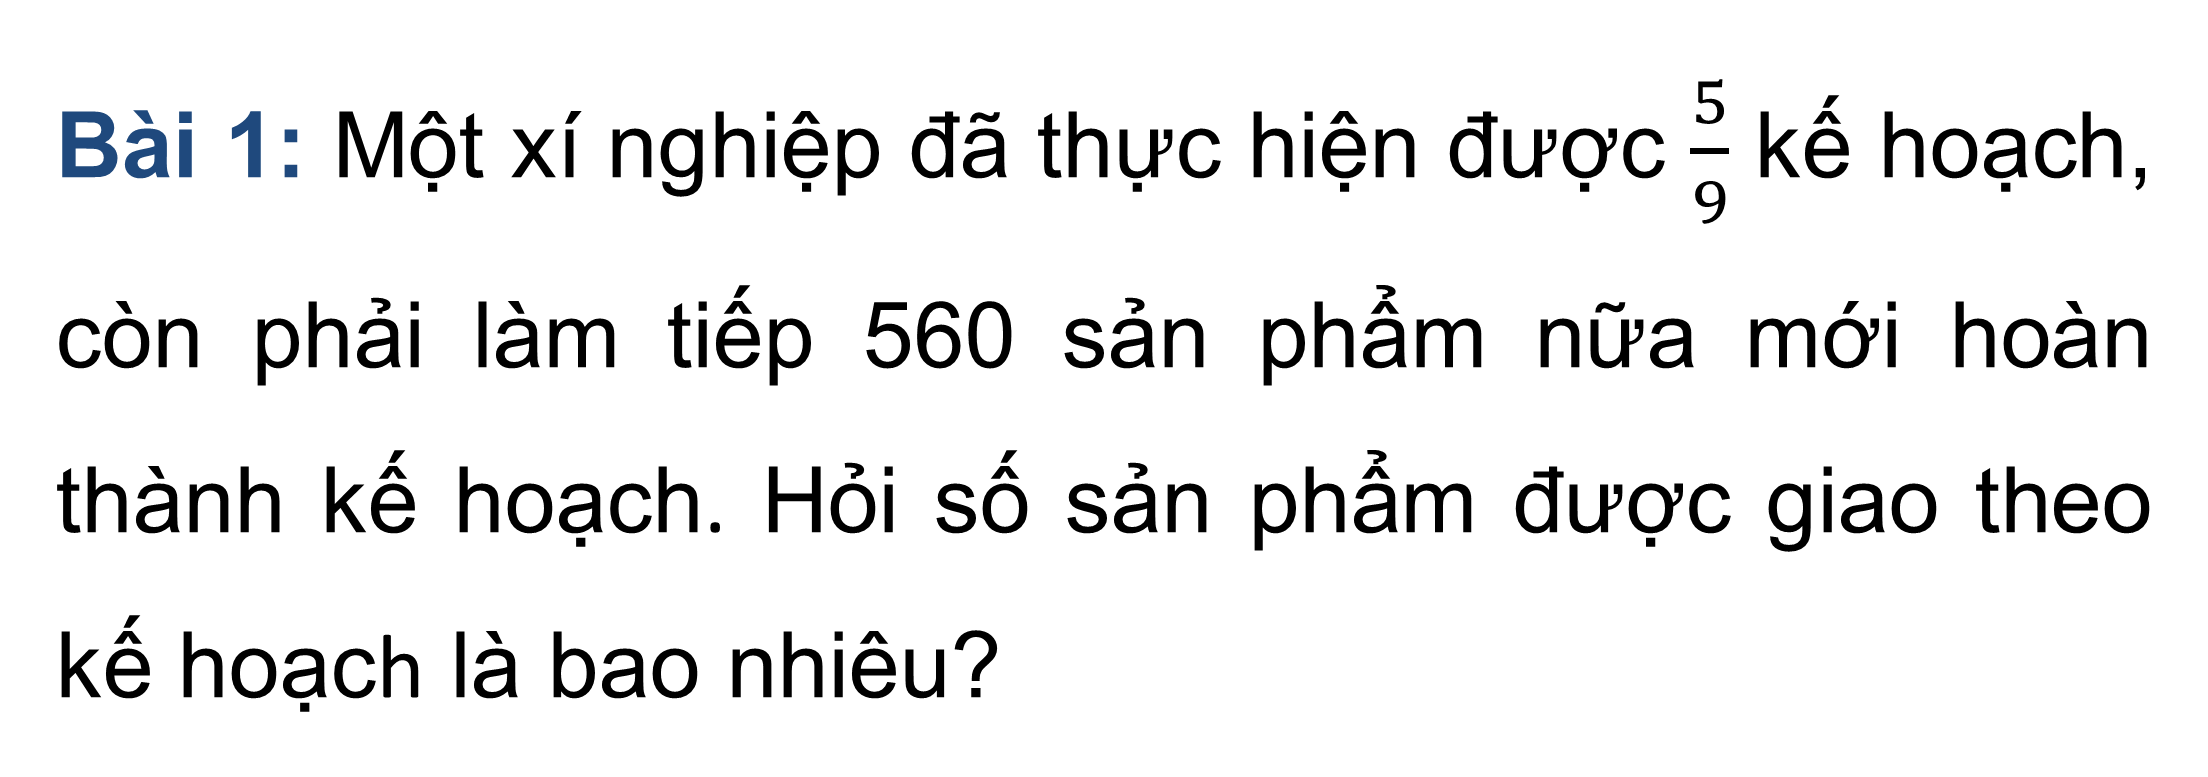 Bài 1: Một xí nghiệp đã thực hiện được 5/9 kế hoạch,
còn phải làm tiếp 560 sản phẩm nữa mới hoàn
thành kế hoạch. Hỏi số sản phẩm được giao theo
kế hoạch là bao nhiêu?